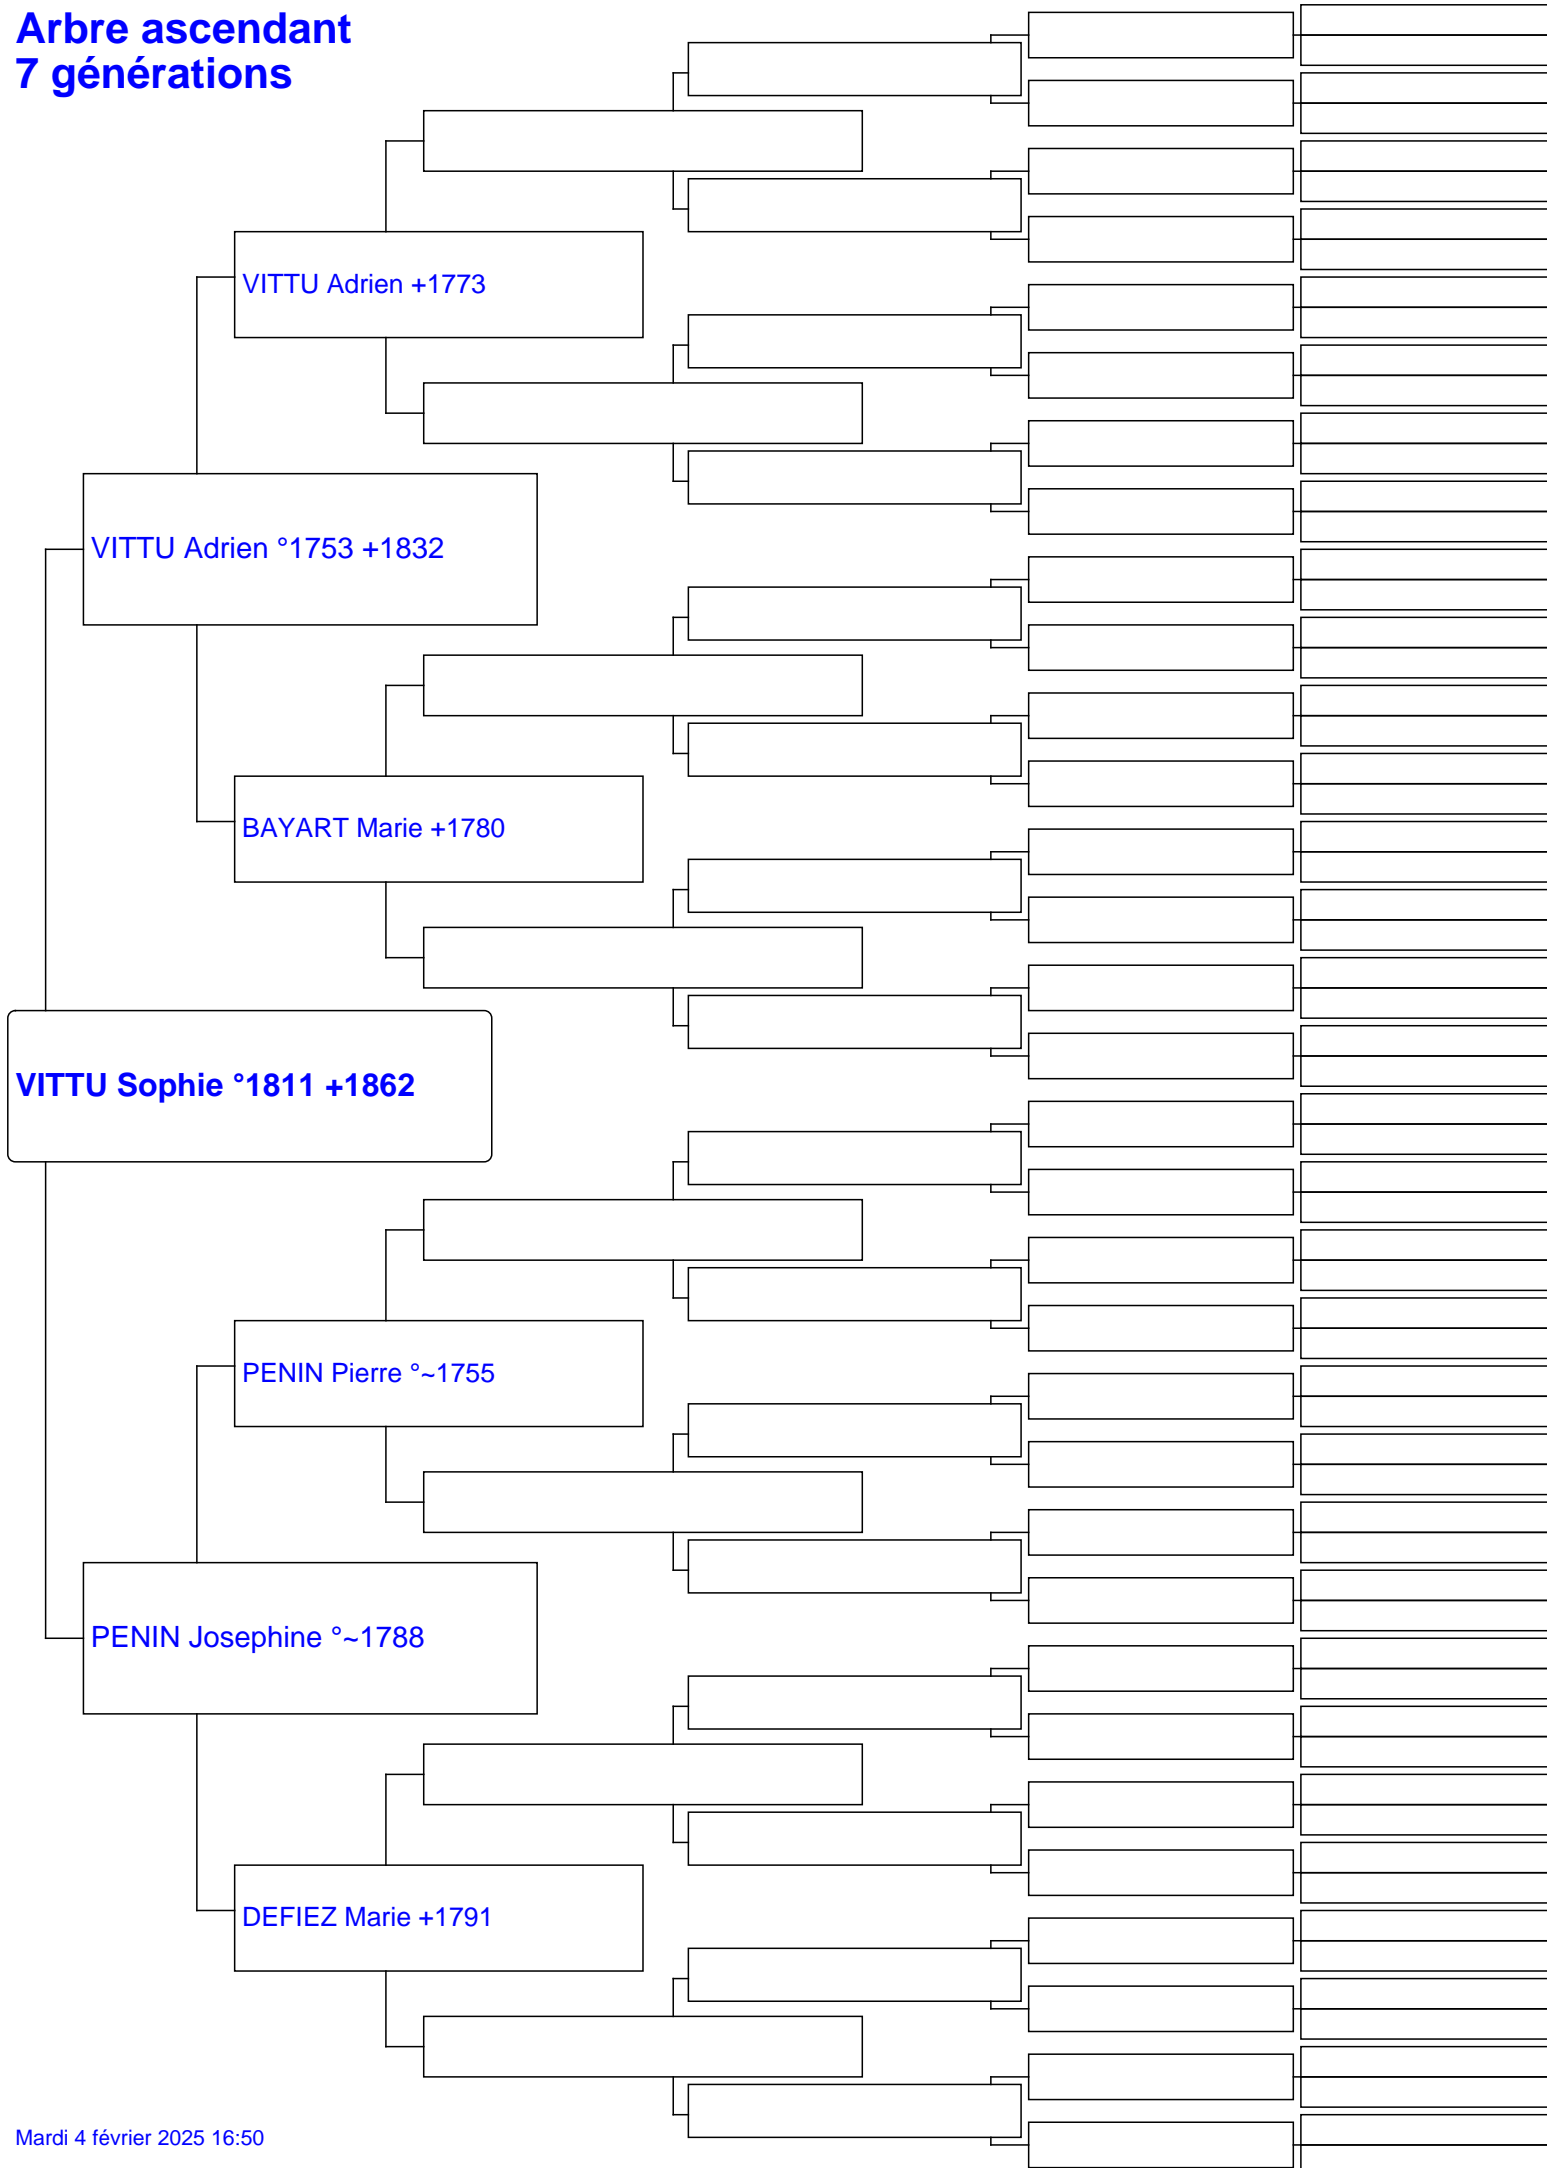 Arbre ascendant
7 générations
VITTU Adrien +1773
VITTU Adrien °1753 +1832
BAYART Marie +1780
VITTU Sophie °1811 +1862
PENIN Pierre °~1755
PENIN Josephine °~1788
DEFIEZ Marie +1791
Mardi 4 février 2025 16:50